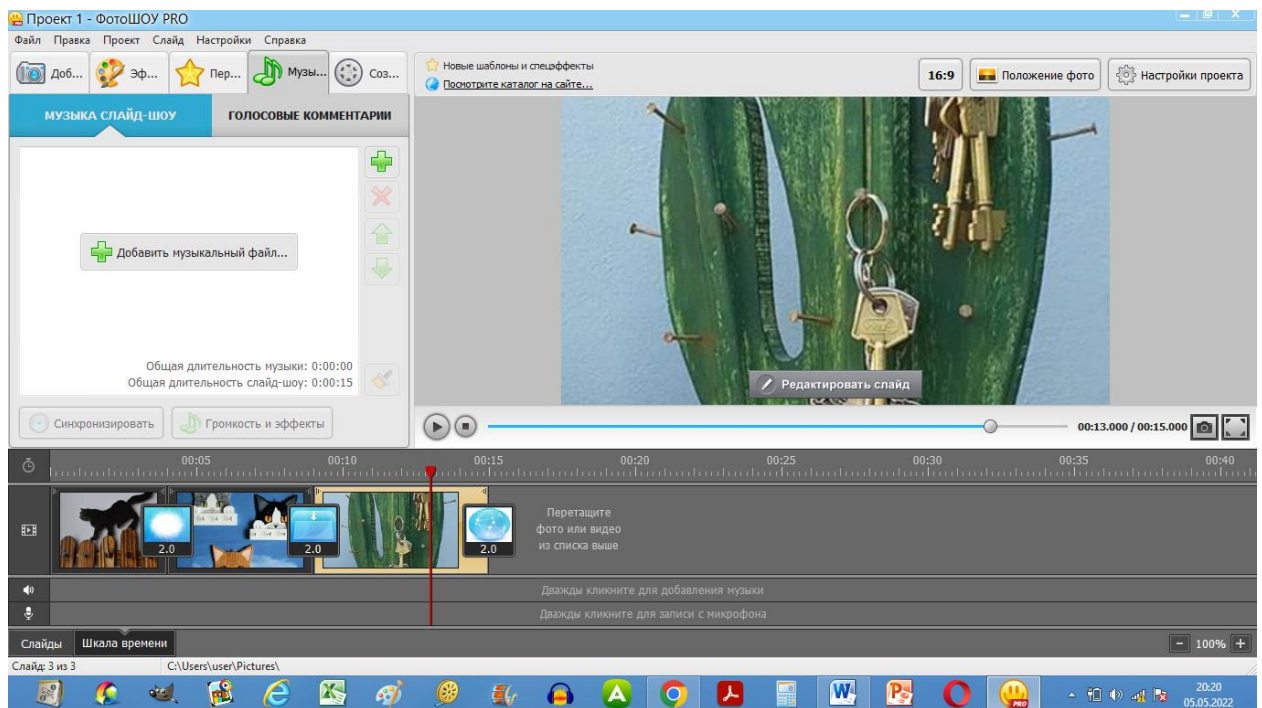 Проект 1 - ФотоШОУ PRO
Файл Правка Проект Слайд Настройки Справка
Доб... Эф... Пер... Музы... Соз...
Новые шаблоны и спецэффекты
Посмотрите каталог на сайте...
16:9 Положение фото Настройки проекта
МУЗЫКА СЛАЙД-ШОУ ГОЛОСОВЫЕ КОММЕНТАРИИ
Добавить музыкальный файл...
Общая длительность музыки: 0:00:00
Общая длительность слайд-шоу: 0:00:15
Редактировать слайд
Синхронизировать Громкость и эффекты
00:13.000 / 00:15.000
00:05 00:10 00:15 00:20 00:25 00:30 00:35 00:40
Перетащите
фото или видео
из списка выше
2.0 2.0 2.0
Дважды кликните для добавления музыки
Дважды кликните для записи с микрофона
Слайды Шкала времени
100%
Слайд: 3 из 3 C:\Users\user\Pictures\
PRO
20:20
05.05.2022